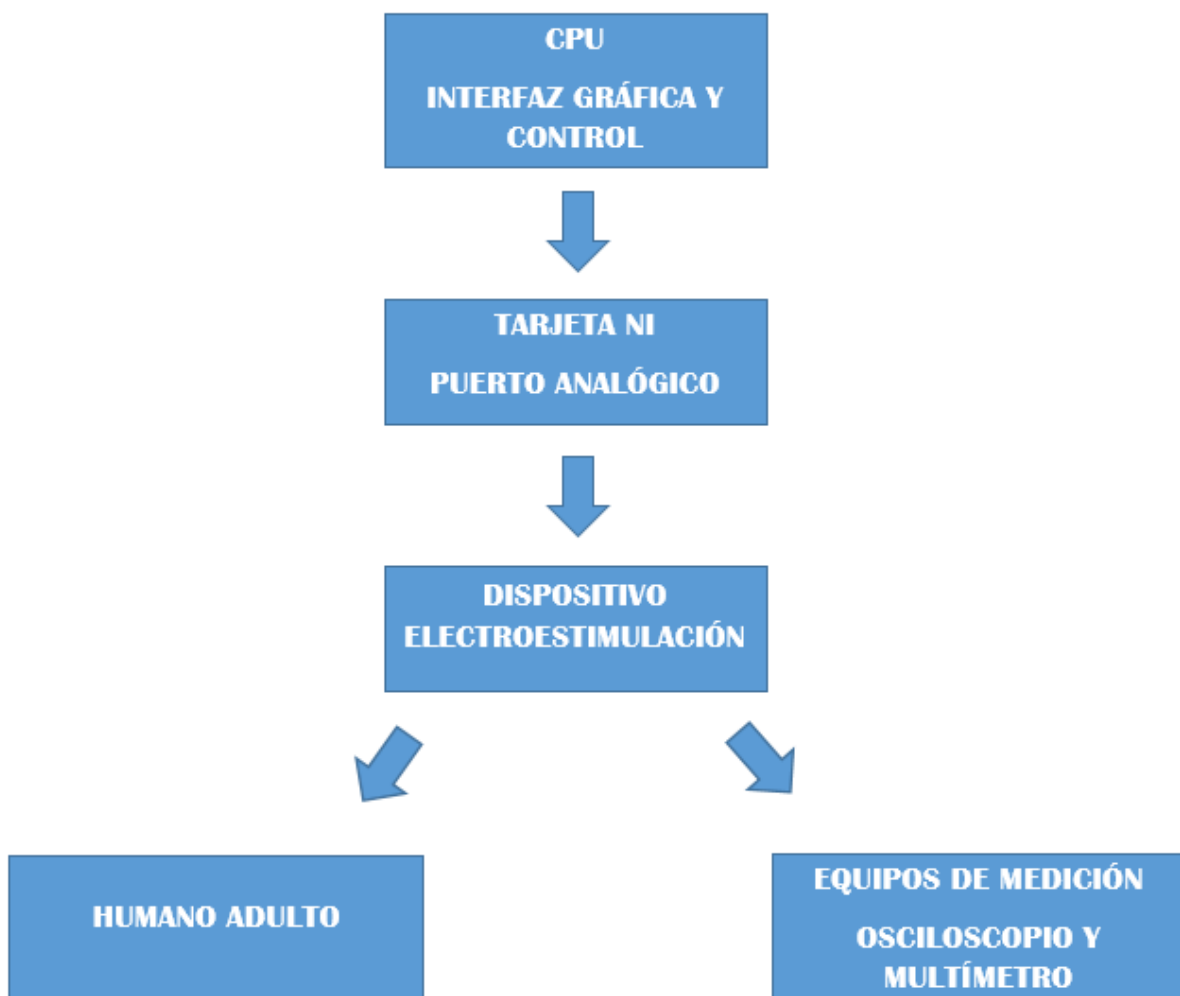 CPU
INTERFAZ GRÁFICA Y
CONTROL
TARJETA NI
PUERTO ANALÓGICO
DISPOSITIVO
ELECTROESTIMULACIÓN
HUMANO ADULTO
EQUIPOS DE MEDICIÓN
OSCILOSCOPIO Y
MULTÍMETRO